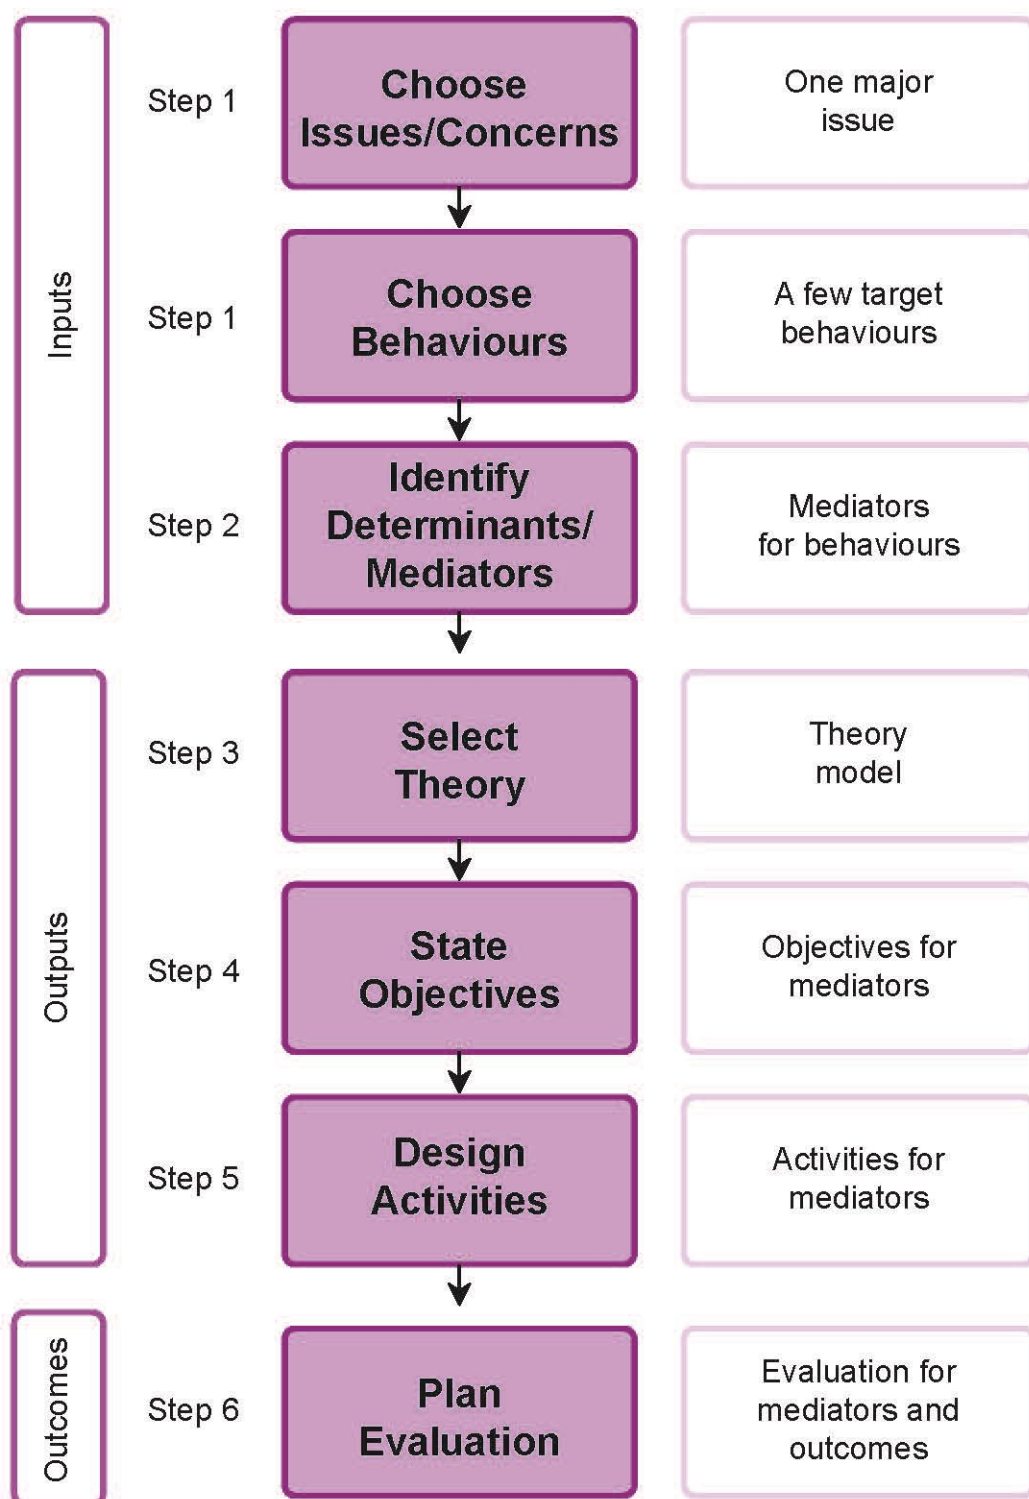 Inputs
Step 1
Choose
Issues/Concerns
One major
issue
Step 1
Choose
Behaviours
A few target
behaviours
Step 2
Identify
Determinants/
Mediators
Mediators
for behaviours
Outputs
Step 3
Select
Theory
Theory
model
Step 4
State
Objectives
Objectives for
mediators
Step 5
Design
Activities
Activities for
mediators
Outcomes
Step 6
Plan
Evaluation
Evaluation for
mediators and
outcomes